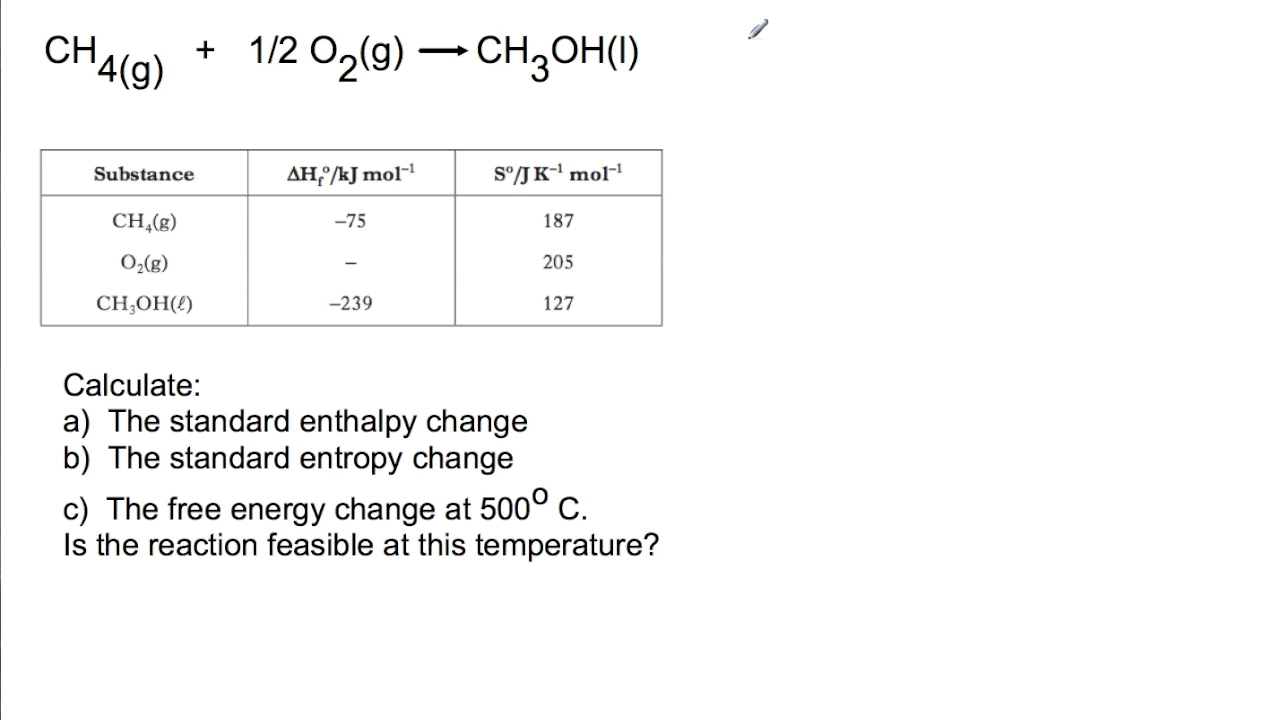 CH4(g) + 1/2 O2(g) ⟶ CH3OH(l)
Substance ΔHf°/kJ mol⁻¹ S°/J K⁻¹ mol⁻¹
CH₄(g) –75 187
O₂(g) – 205
CH₃OH(ℓ) –239 127
Calculate:
a) The standard enthalpy change
b) The standard entropy change
c) The free energy change at 500⁰ C.
Is the reaction feasible at this temperature?